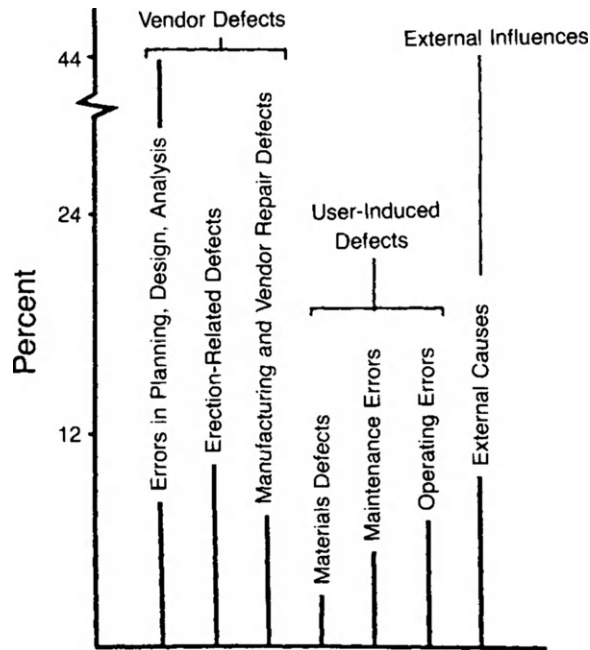 Vendor Defects
External Influences
44
24
12
Percent
User-Induced
Defects
Errors in Planning, Design, Analysis
Erection-Related Defects
Manufacturing and Vendor Repair Defects
Materials Defects
Maintenance Errors
Operating Errors
External Causes